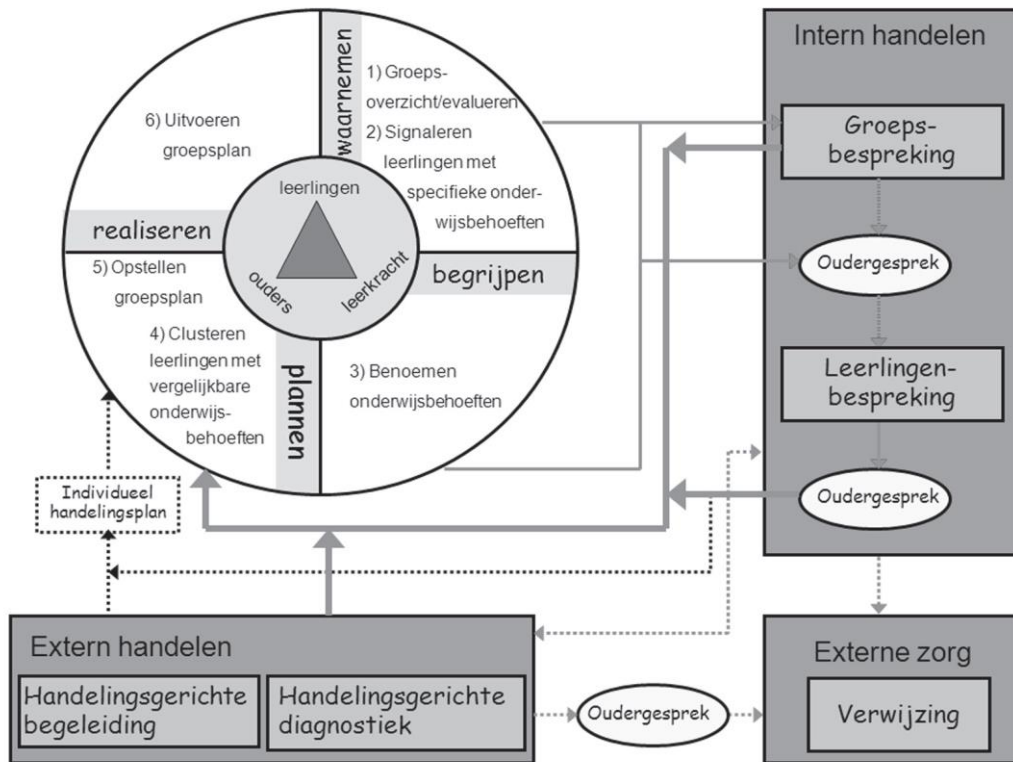 waarnemen
1) Groeps-
overzicht/evalueren
2) Signaleren
leerlingen met
specifieke onder-
wijsbehoeften
begrijpen
3) Benoemen
onderwijsbehoeften
plannen
4) Clusteren
leerlingen met
vergelijkbare
onderwijs-
behoeften)
5) Opstellen
groepsplan
realiseren
6) Uitvoeren
groepsplan
leerlingen
ouders
leerkracht
Individueel
handelingsplan
Intern handelen
Groeps-
bespreking
Oudergesprek
Leerlingen-
bespreking
Oudergesprek
Extern handelen
Handelingsgerichte
begeleiding
Handelingsgerichte
diagnostiek
Oudergesprek
Externe zorg
Verwijzing